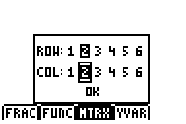 ROW: 1 2 3 4 5 6
COL: 1 2 3 4 5 6
OK
FRAC FUNC MTRX YVAR